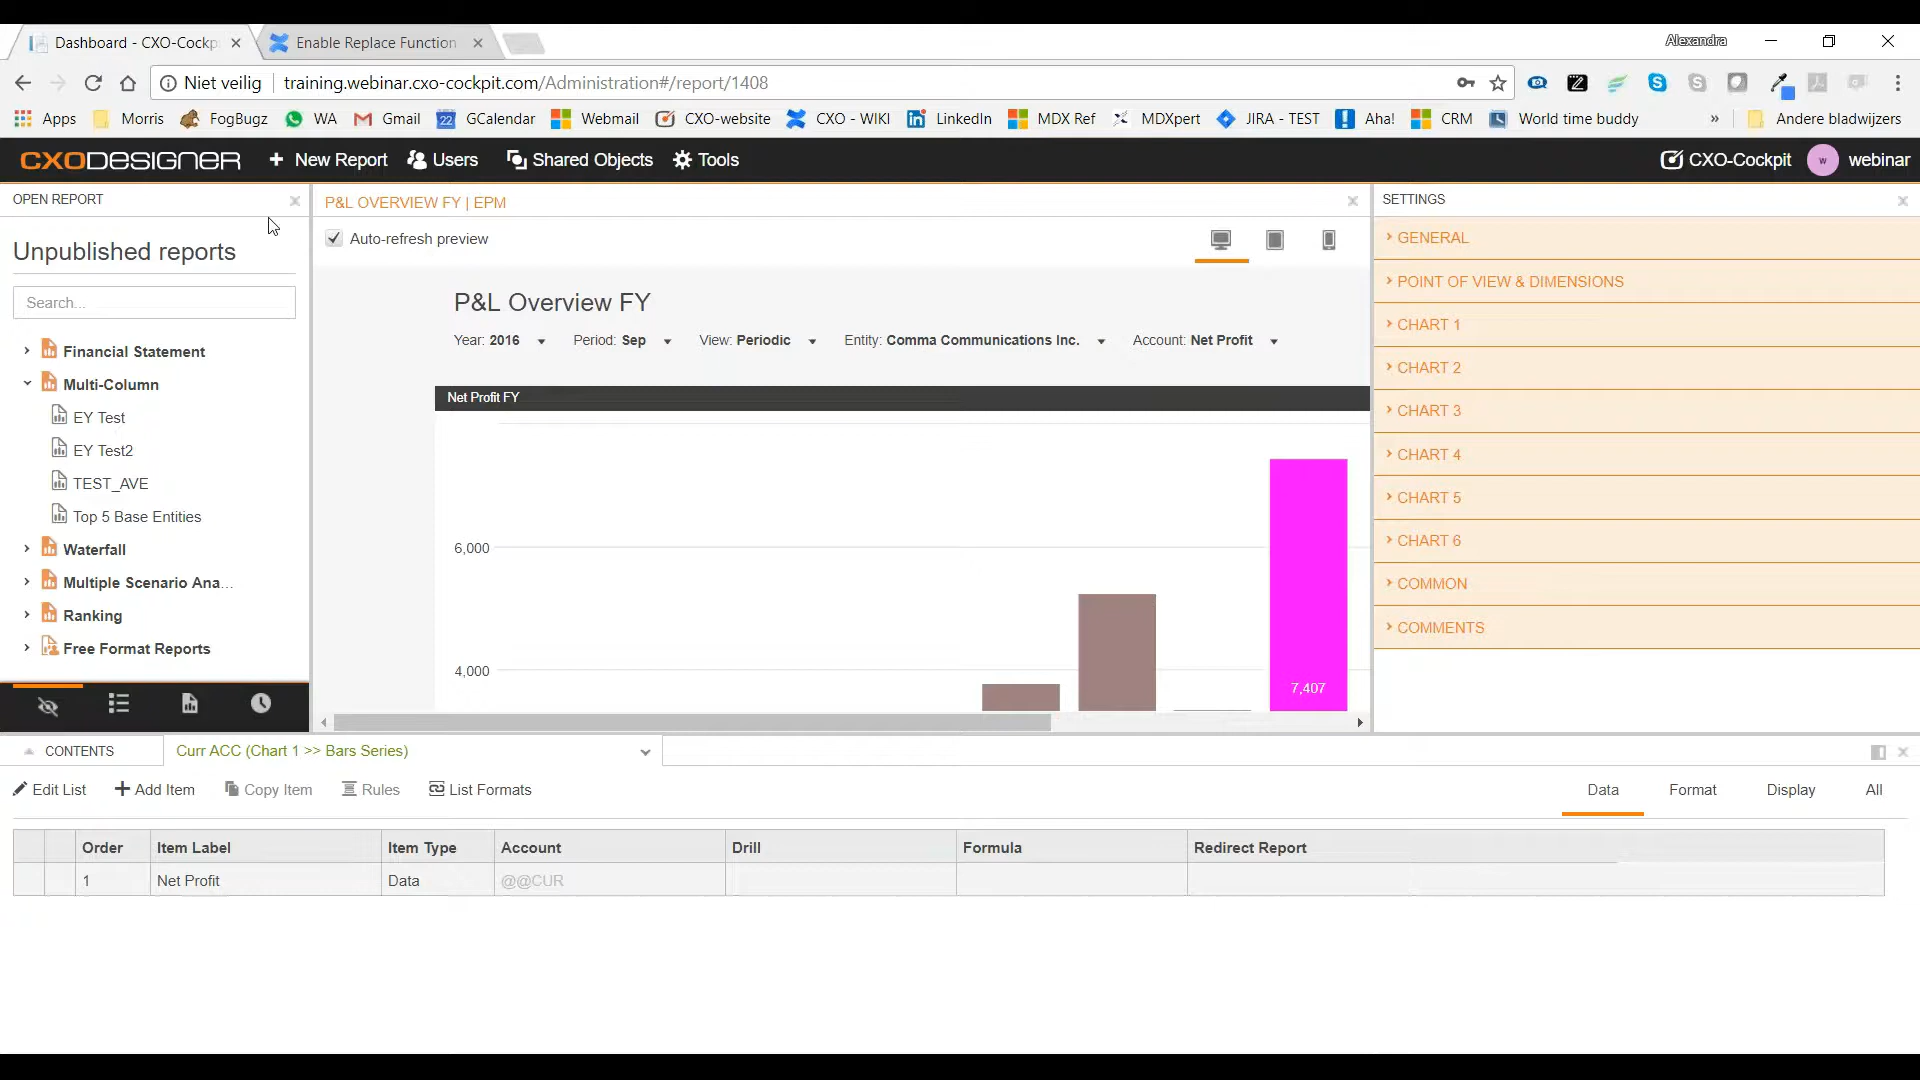 Dashboard - CXO-Cockp
Enable Replace Function
Alexandra
Niet veilig
training.webinar.cxo-cockpit.com/Administration#/report/1408
Apps
Morris
FogBugz
WA
Gmail
22
GCalendar
Webmail
CXO-website
CXO - WIKI
LinkedIn
MDX Ref
MDXpert
JIRA - TEST
Aha!
CRM
World time buddy
»
Andere bladwijzers
CXODESIGNER
+ New Report
Users
Shared Objects
Tools
CXO-Cockpit
w
webinar
OPEN REPORT
P&L OVERVIEW FY | EPM
SETTINGS
Auto-refresh preview
Unpublished reports
Search...
Financial Statement
Multi-Column
EY Test
EY Test2
TEST_AVE
Top 5 Base Entities
Waterfall
Multiple Scenario Ana...
Ranking
Free Format Reports
P&L Overview FY
Year: 2016
Period: Sep
View: Periodic
Entity: Comma Communications Inc.
Account: Net Profit
Net Profit FY
6,000
4,000
7,407
GENERAL
POINT OF VIEW & DIMENSIONS
CHART 1
CHART 2
CHART 3
CHART 4
CHART 5
CHART 6
COMMON
COMMENTS
CONTENTS
Curr ACC (Chart 1 >> Bars Series)
Edit List
+ Add Item
Copy Item
Rules
List Formats
Data
Format
Display
All
Order
Item Label
Item Type
Account
Drill
Formula
Redirect Report
1
Net Profit
Data
@@CUR